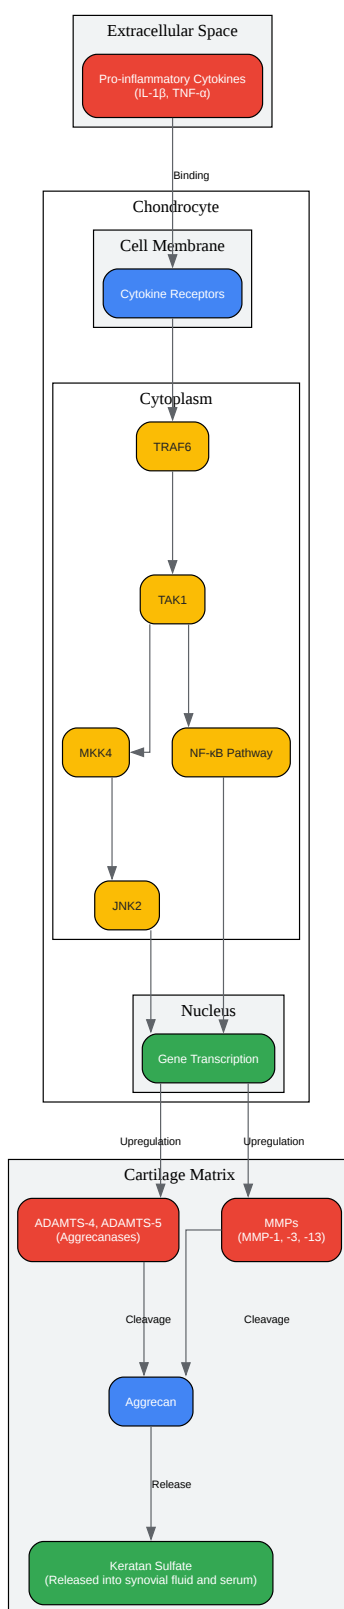 Extracellular Space
Pro-inflammatory Cytokines
(IL-1β, TNF-α)
Binding
Chondrocyte
Cell Membrane
Cytokine Receptors
Cytoplasm
TRAF6
TAK1
MKK4
NF-κB Pathway
JNK2
Nucleus
Gene Transcription
Upregulation
Upregulation
Cartilage Matrix
ADAMTS-4, ADAMTS-5
(Aggrecanases)
MMPs
(MMP-1, -3, -13)
Cleavage
Cleavage
Aggrecan
Release
Keratan Sulfate
(Released into synovial fluid and serum)